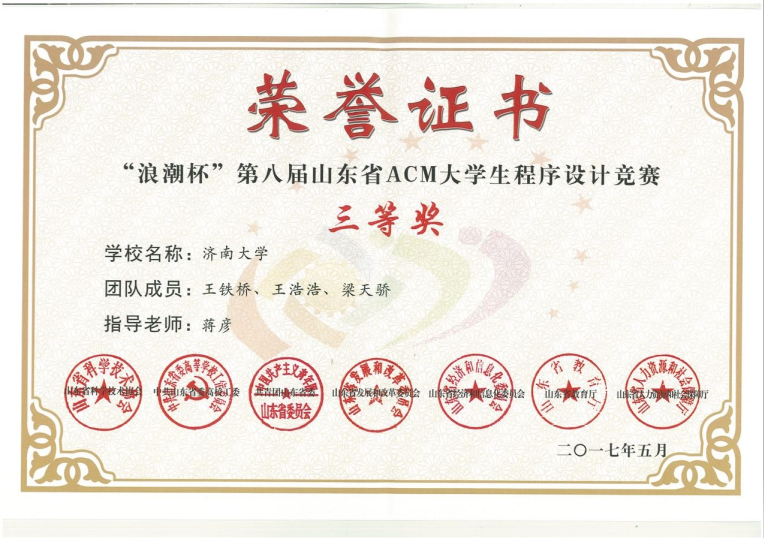 荣誉证书
“浪潮杯”第八届山东省ACM大学生程序设计竞赛
三等奖
学校名称：济南大学
团队成员：王铁桥、王浩浩、梁天骄
指导老师：蒋彦
山东省科学技术协会 中共山东省委高校工委 共青团山东省委 山东省发展和改革委员会 山东省经济和信息化委员会 山东省教育厅 山东省人力资源和社会保障厅
山东省委员会
二〇一七年五月